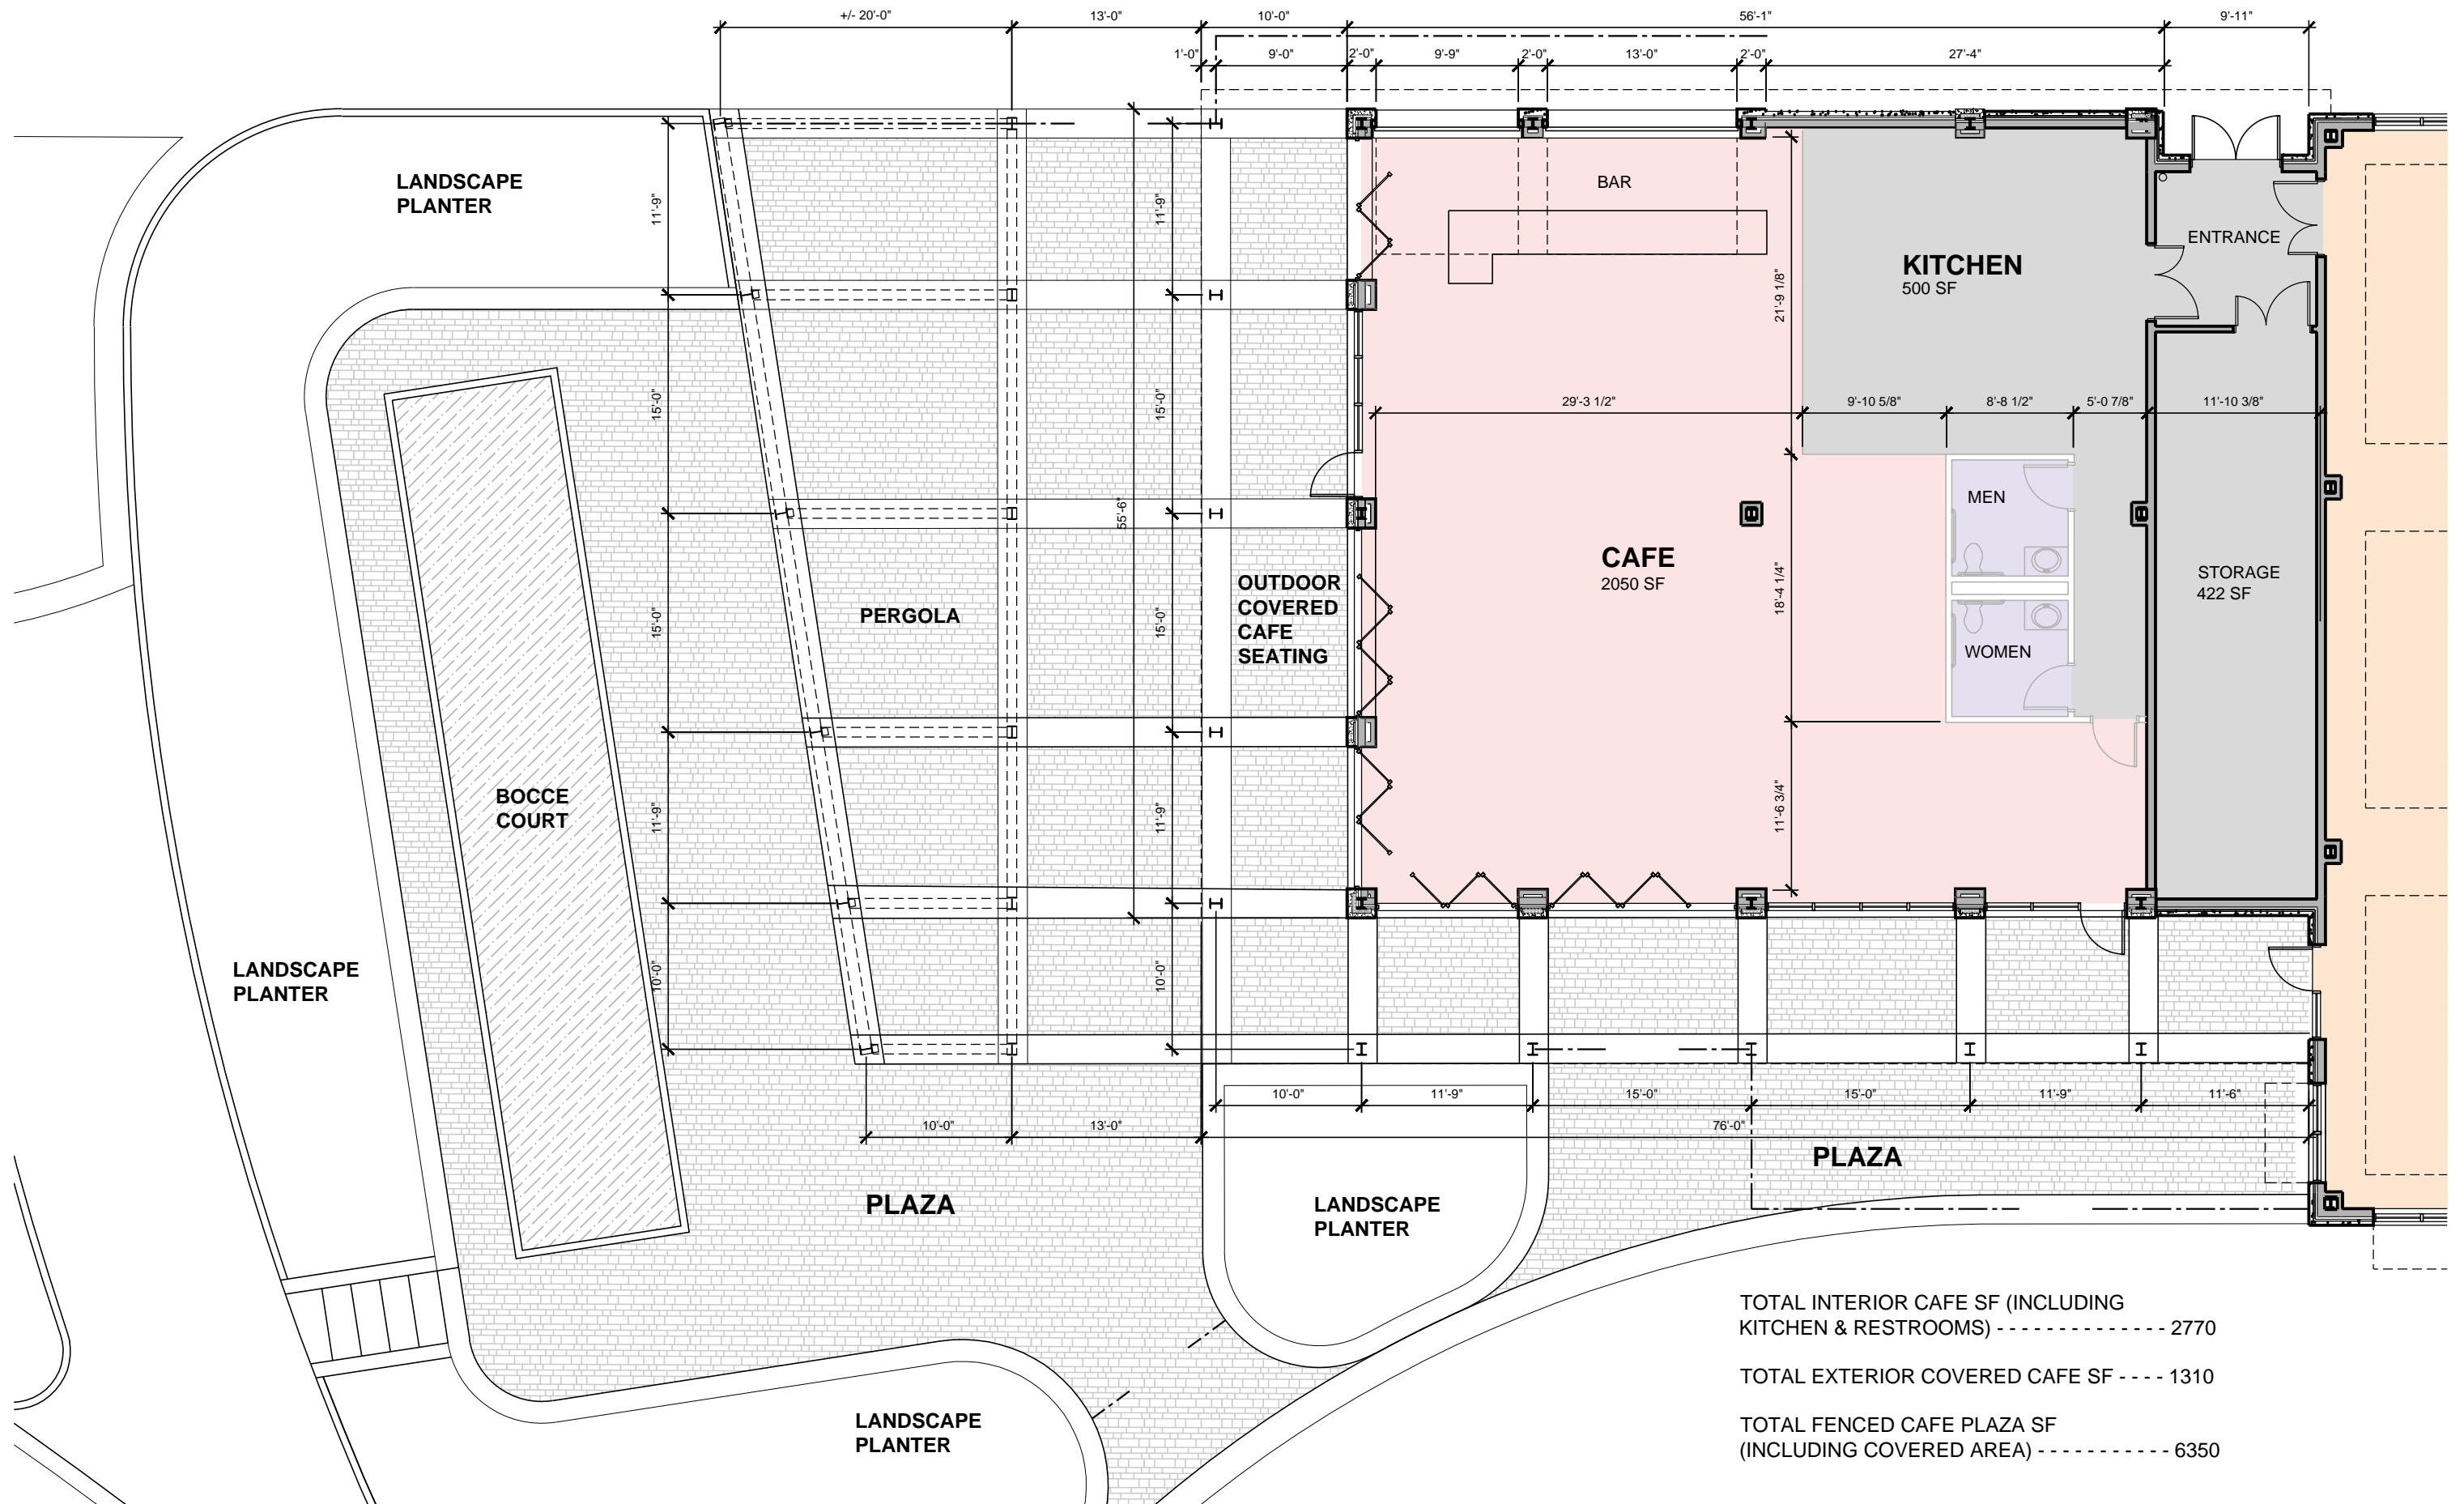 +/- 20'-0"
13'-0"
10'-0"
56'-1"
9'-11"
1'-0"
9'-0"
2'-0"
9'-9"
2'-0"
13'-0"
2'-0"
27'-4"
LANDSCAPE
PLANTER
11'-9"
11'-9"
BAR
21'-9 1/8"
KITCHEN
500 SF
ENTRANCE
15'-0"
15'-0"
29'-3 1/2"
9'-10 5/8"
8'-8 1/2"
5'-0 7/8"
11'-10 3/8"
55'-6"
MEN
CAFE
2050 SF
OUTDOOR
COVERED
CAFE
SEATING
PERGOLA
15'-0"
15'-0"
18'-4 1/4"
STORAGE
422 SF
WOMEN
BOCCE
COURT
11'-9"
11'-9"
11'-6 3/4"
LANDSCAPE
PLANTER
10'-0"
10'-0"
10'-0"
11'-9"
15'-0"
15'-0"
11'-9"
11'-6"
10'-0"
13'-0"
76'-0"
PLAZA
PLAZA
LANDSCAPE
PLANTER
TOTAL INTERIOR CAFE SF (INCLUDING
KITCHEN & RESTROOMS) - - - - - - - - - - - - - - 2770
TOTAL EXTERIOR COVERED CAFE SF - - - - 1310
LANDSCAPE
PLANTER
TOTAL FENCED CAFE PLAZA SF
(INCLUDING COVERED AREA) - - - - - - - - - - - 6350